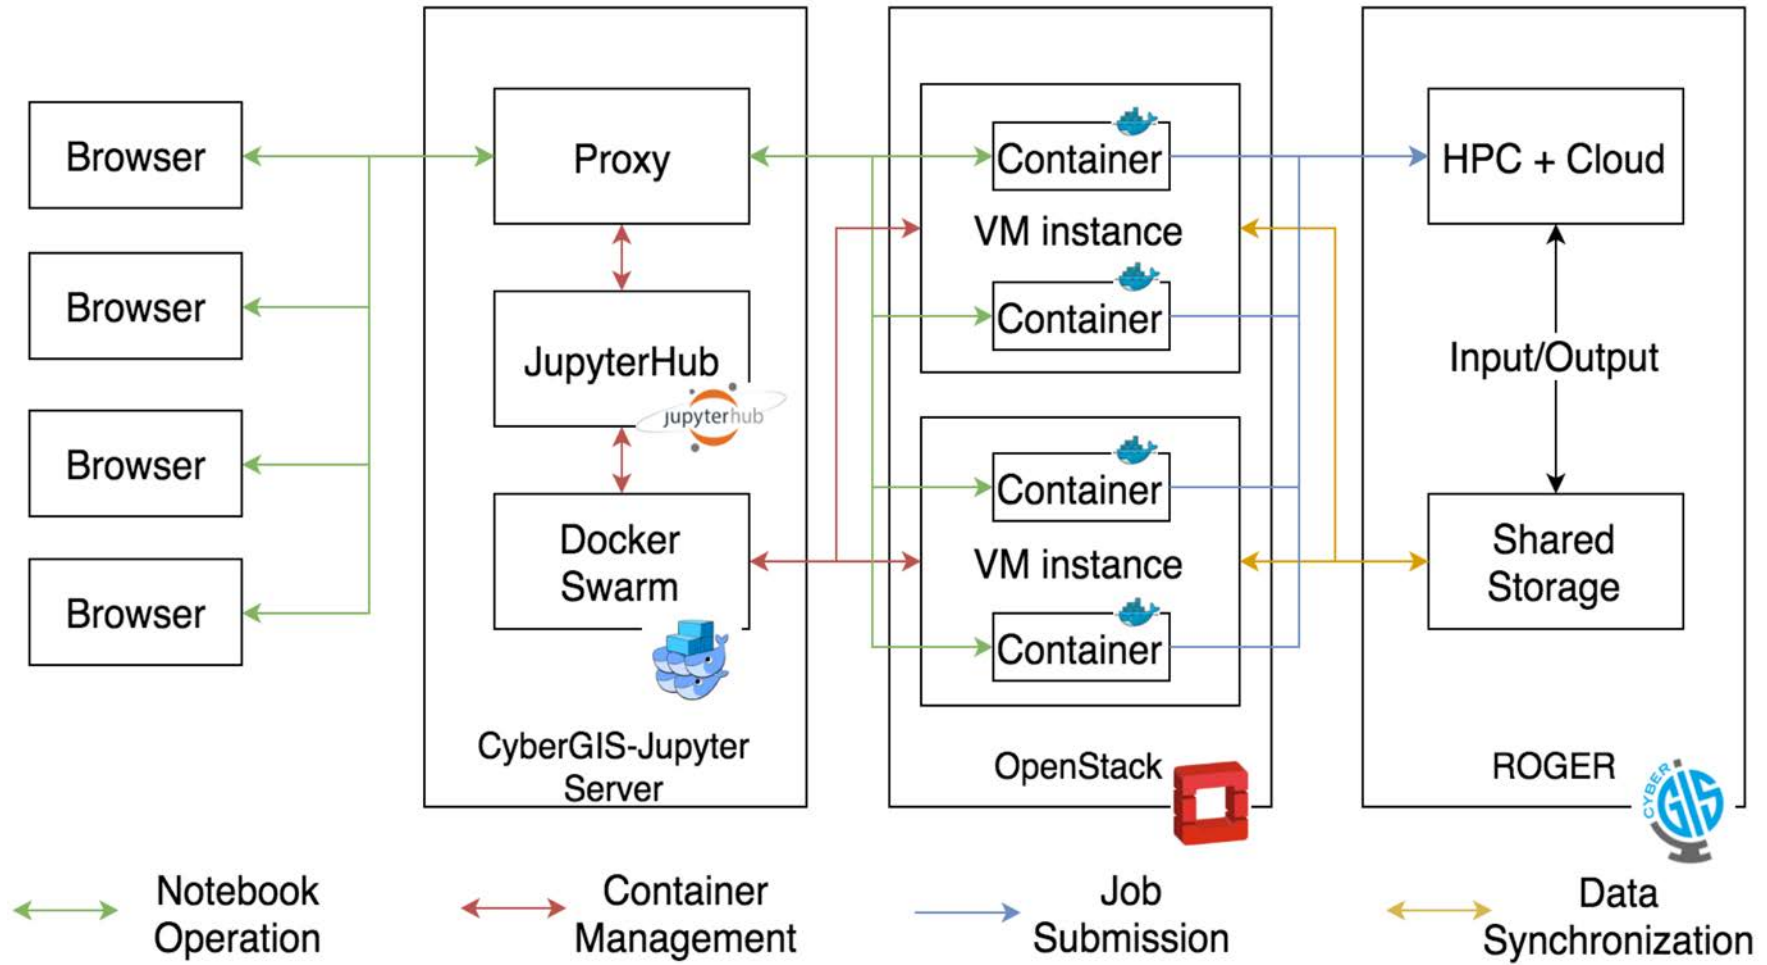 Browser
Browser
Browser
Browser
Proxy
JupyterHub
jupyterhub
Docker
Swarm
CyberGIS-Jupyter
Server
Container
VM instance
Container
Container
VM instance
Container
OpenStack
HPC + Cloud
Input/Output
Shared
Storage
ROGER
CYBER
GIS
Notebook
Operation
Container
Management
Job
Submission
Data
Synchronization